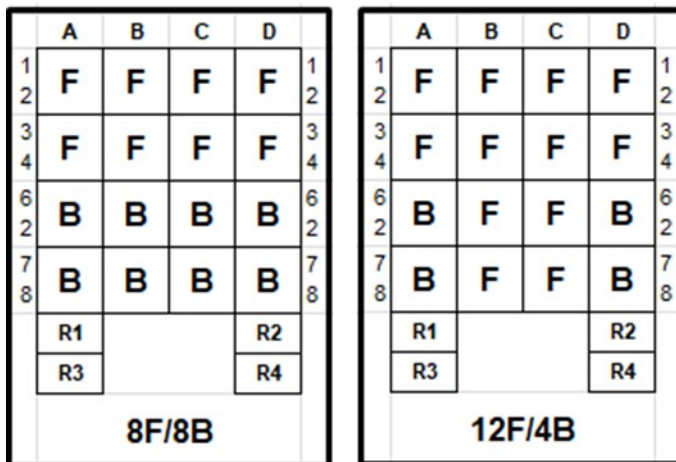 A B C D
1 F F F F 1
2 2
3 F F F F 3
4 4
6 B B B B 6
2 2
7 B B B B 7
8 8
R1 R2
R3 R4
8F/8B
A B C D
1 F F F F 1
2 2
3 F F F F 3
4 4
6 B F F B 6
2 2
7 B F F B 7
8 8
R1 R2
R3 R4
12F/4B